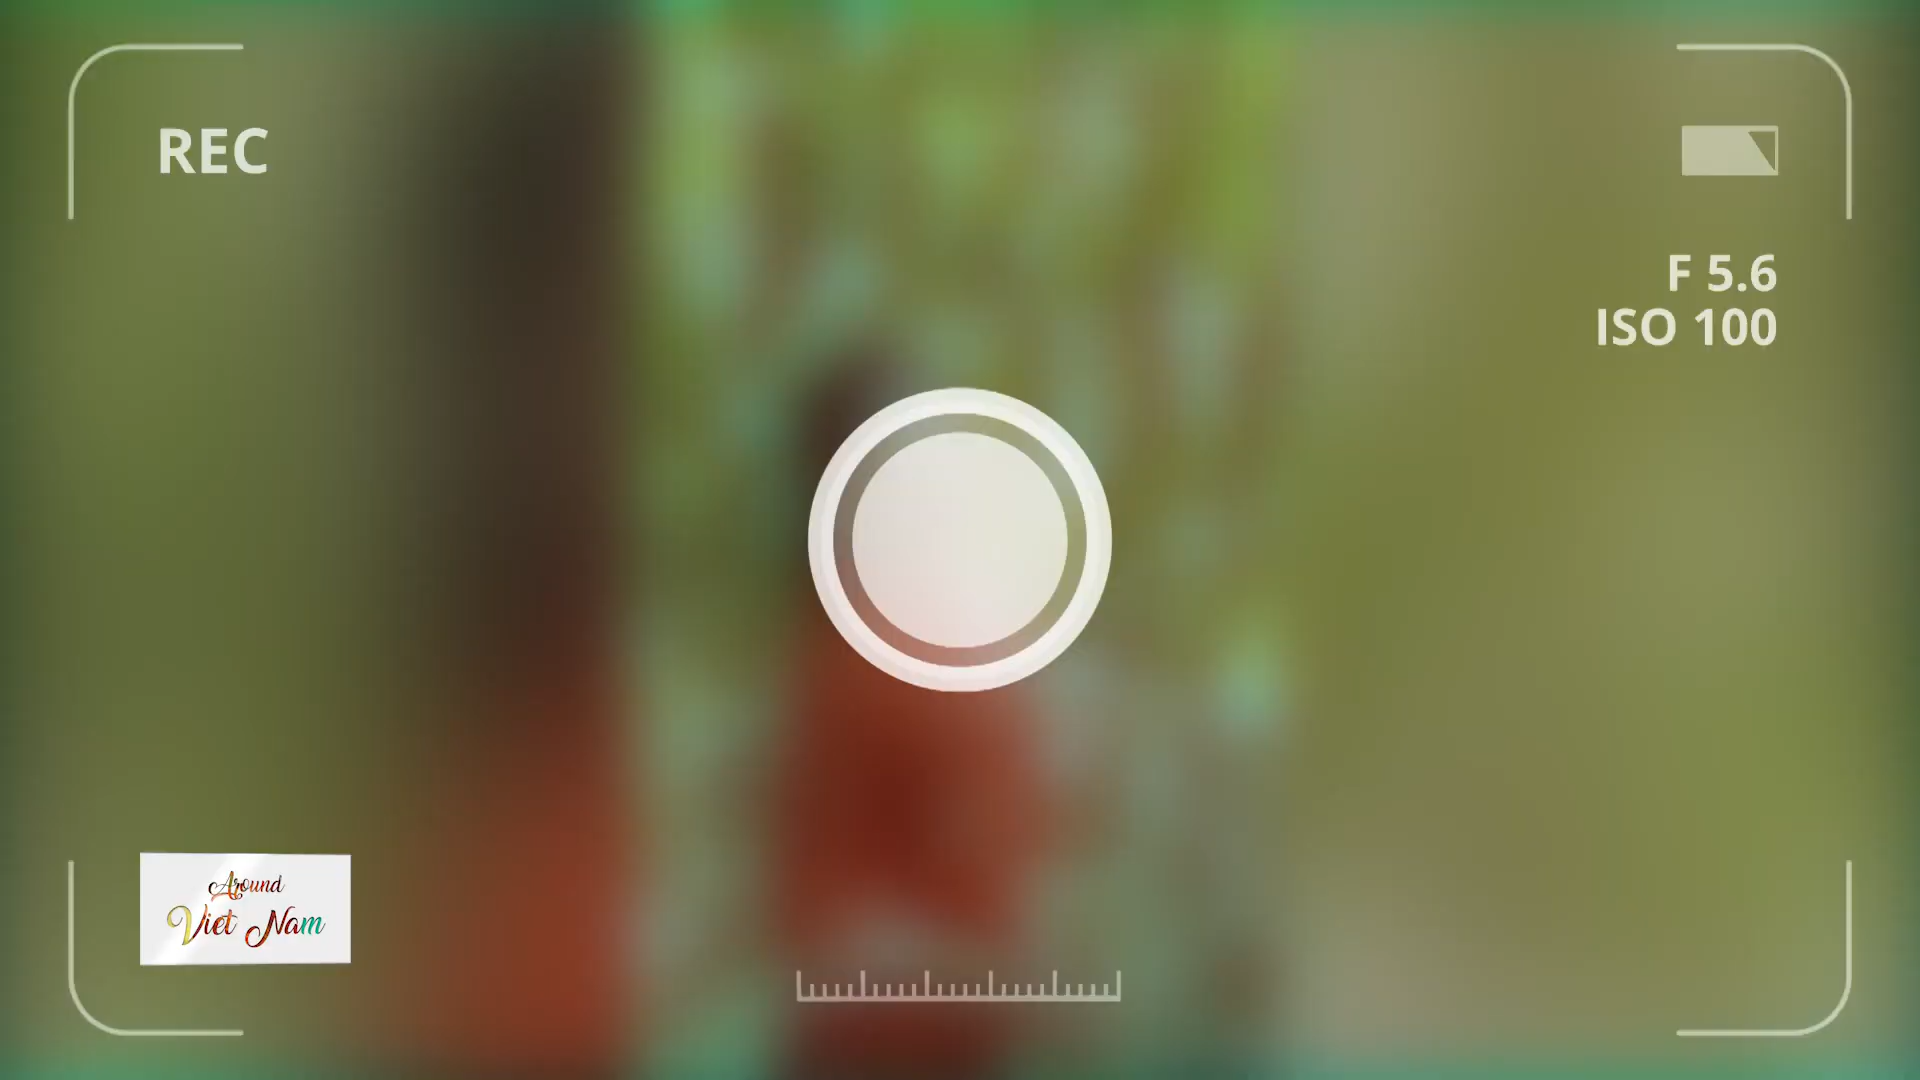 REC
F 5.6
ISO 100
Around
Viet Nam